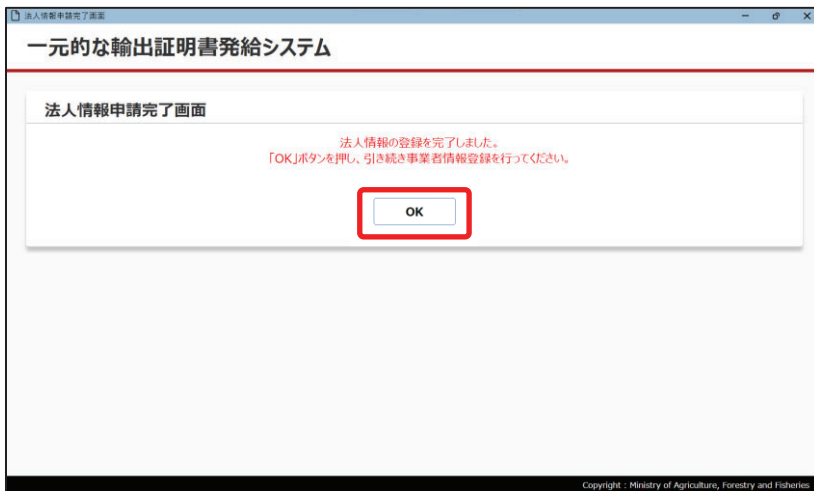 法人情報申請完了画面
一元的な輸出証明書発給システム
法人情報申請完了画面
法人情報の登録を完了しました。
「OK」ボタンを押し、引き続き事業者情報登録を行ってください。
OK
Copyright : Ministry of Agriculture, Forestry and Fisheries